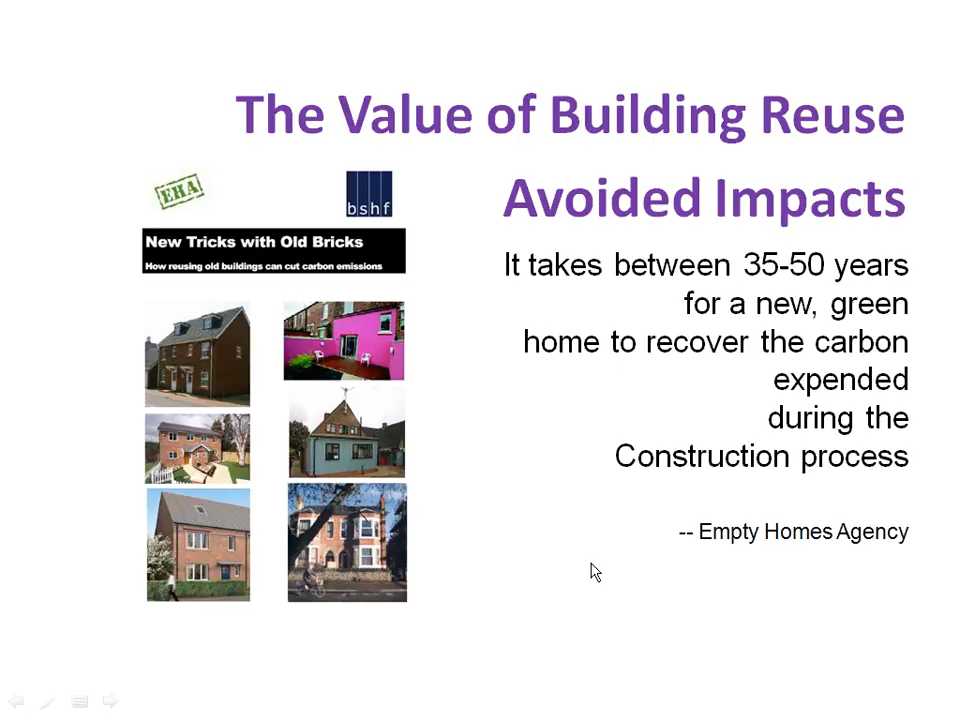 The Value of Building Reuse
Avoided Impacts
EHA
bshf
New Tricks with Old Bricks
How reusing old buildings can cut carbon emissions
It takes between 35-50 years
for a new, green
home to recover the carbon
expended
during the
Construction process
-- Empty Homes Agency